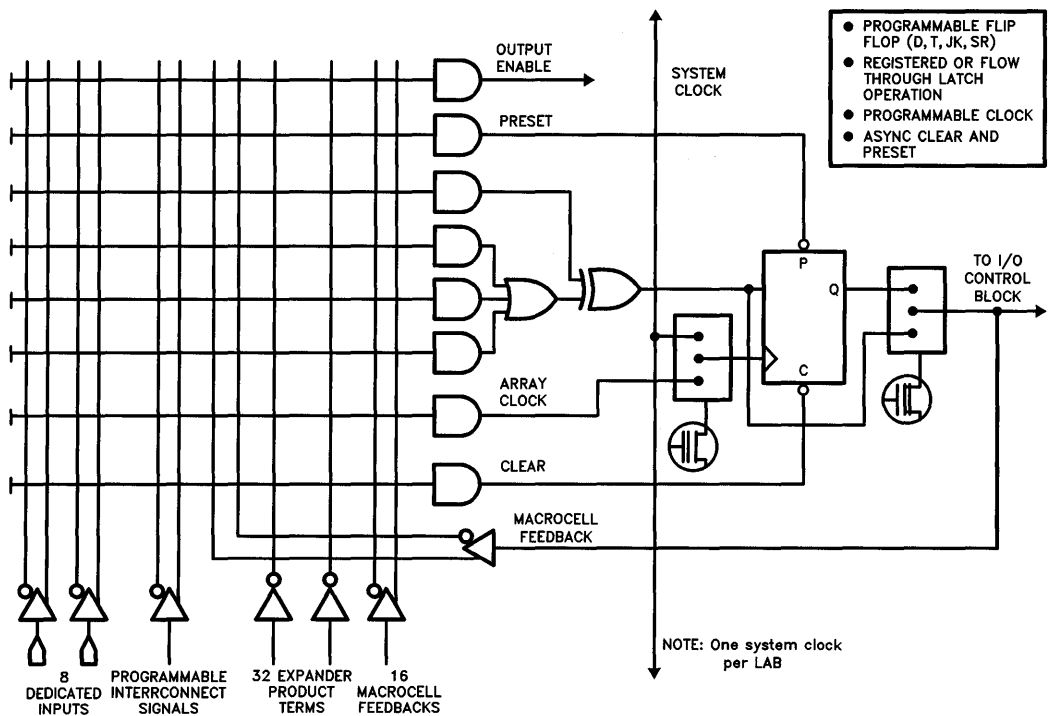 OUTPUT
ENABLE
PRESET
SYSTEM
CLOCK
● PROGRAMMABLE FLIP
FLOP (D, T, JK, SR)
● REGISTERED OR FLOW
THROUGH LATCH
OPERATION
● PROGRAMMABLE CLOCK
● ASYNC CLEAR AND
PRESET
P
Q
C
TO I/O
CONTROL
BLOCK
ARRAY
CLOCK
CLEAR
MACROCELL
FEEDBACK
NOTE: One system clock
per LAB
8
DEDICATED
INPUTS
PROGRAMMABLE
INTERRCONNECT
SIGNALS
32 EXPANDER
PRODUCT
TERMS
16
MACROCELL
FEEDBACKS